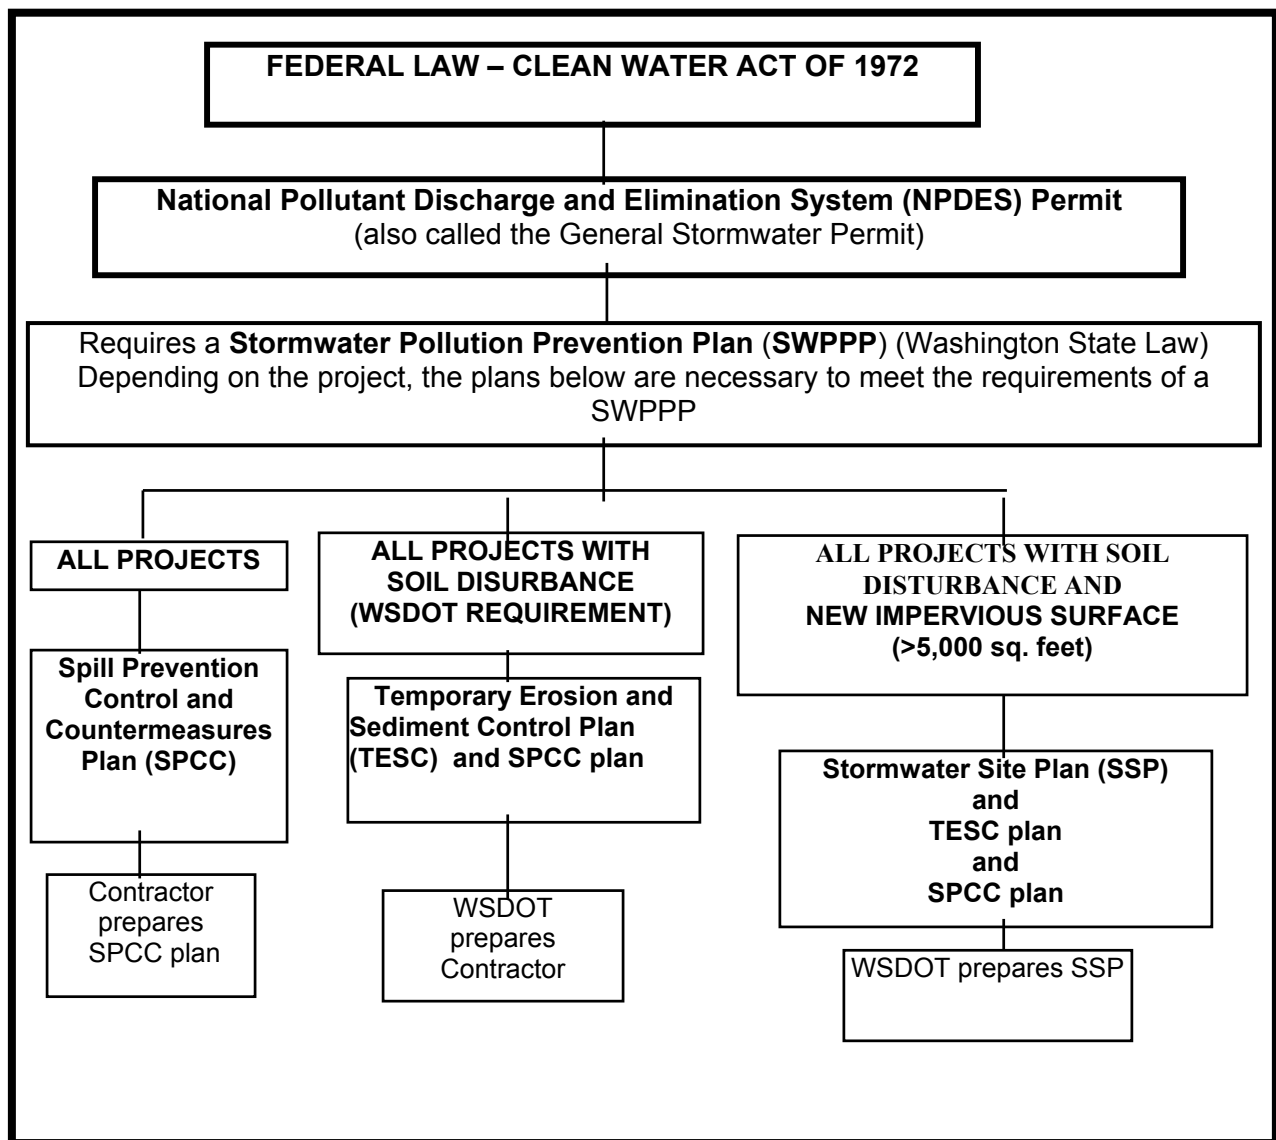 FEDERAL LAW – CLEAN WATER ACT OF 1972
National Pollutant Discharge and Elimination System (NPDES) Permit
(also called the General Stormwater Permit)
Requires a Stormwater Pollution Prevention Plan (SWPPP) (Washington State Law)
Depending on the project, the plans below are necessary to meet the requirements of a
SWPPP
ALL PROJECTS
Spill Prevention
Control and
Countermeasures
Plan (SPCC)
Contractor
prepares
SPCC plan
ALL PROJECTS WITH
SOIL DISURBANCE
(WSDOT REQUIREMENT)
Temporary Erosion and
Sediment Control Plan
(TESC) and SPCC plan
WSDOT
prepares
Contractor
ALL PROJECTS WITH SOIL
DISTURBANCE AND
NEW IMPERVIOUS SURFACE
(>5,000 sq. feet)
Stormwater Site Plan (SSP)
and
TESC plan
and
SPCC plan
WSDOT prepares SSP